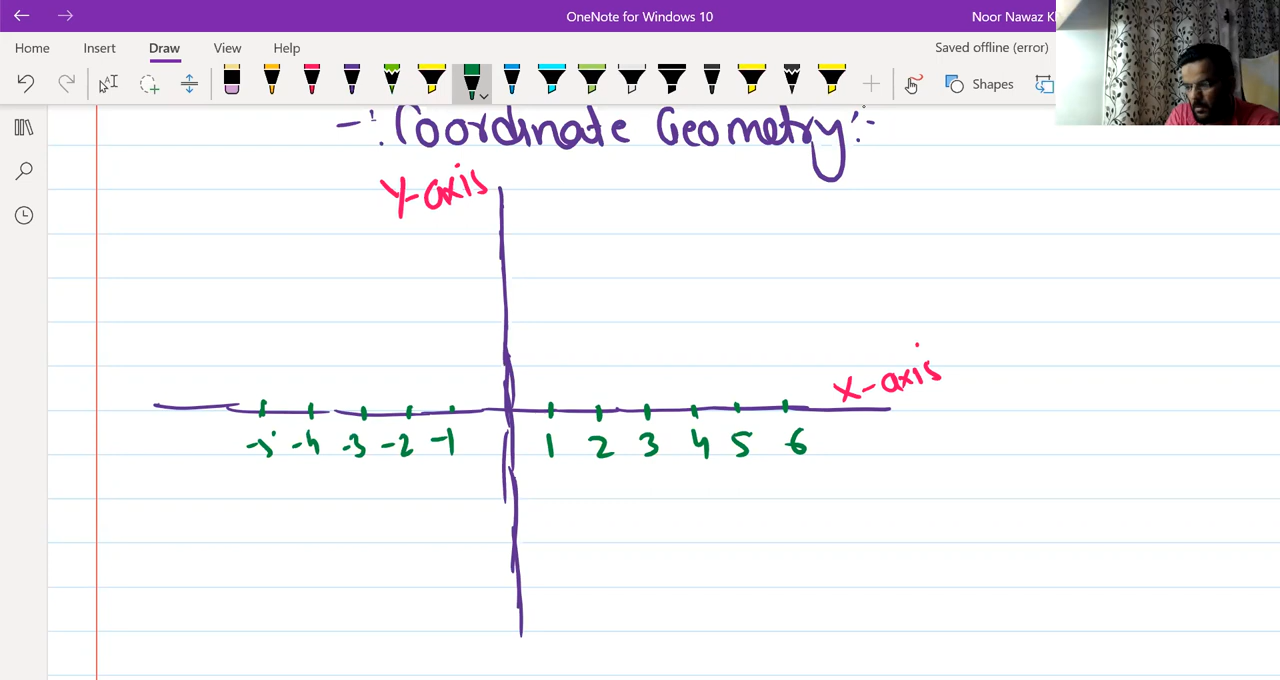 OneNote for Windows 10
Noor Nawaz K
Home Insert Draw View Help
Saved offline (error)
Shapes
-:Coordinate Geometry:-
Y-axis
X-axis
-5 -4 -3 -2 -1 1 2 3 4 5 6